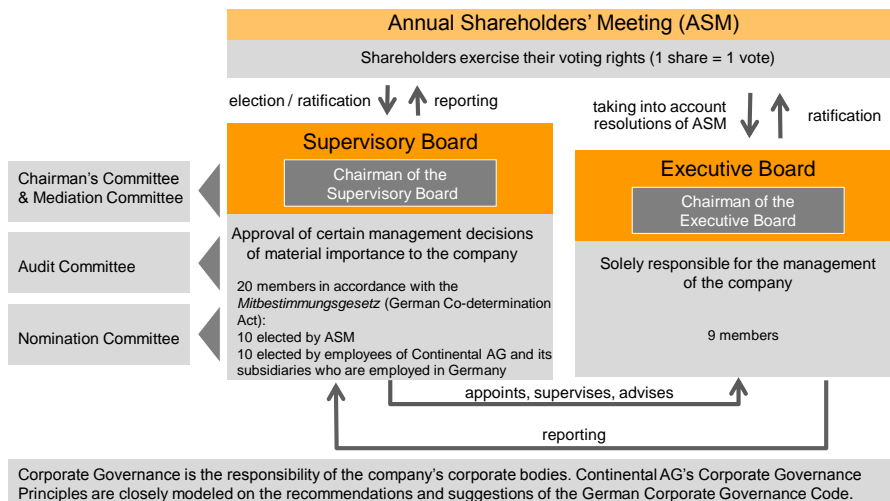 Annual Shareholders' Meeting (ASM)
Shareholders exercise their voting rights (1 share = 1 vote)
election / ratification
reporting
taking into account
resolutions of ASM
ratification
Supervisory Board
Chairman of the
Supervisory Board
Executive Board
Chairman of the
Executive Board
Chairman's Committee
& Mediation Committee
Audit Committee
Nomination Committee
Approval of certain management decisions
of material importance to the company
20 members in accordance with the
Mitbestimmungsgesetz (German Co-determination
Act):
10 elected by ASM
10 elected by employees of Continental AG and its
subsidiaries who are employed in Germany
Solely responsible for the management
of the company
9 members
appoints, supervises, advises
reporting
Corporate Governance is the responsibility of the company's corporate bodies. Continental AG's Corporate Governance
Principles are closely modeled on the recommendations and suggestions of the German Corporate Governance Code.